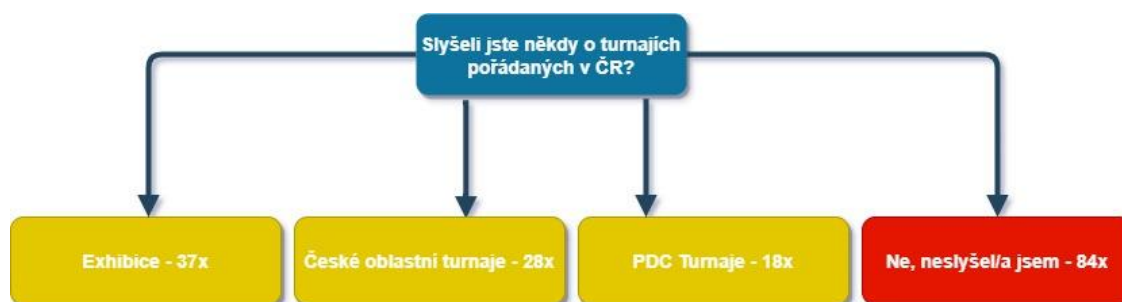 Slyšeli jste někdy o turnajích
pořádaných v ČR?
Exhibice - 37x
České oblastní turnaje - 28x
PDC Turnaje - 18x
Ne, neslyšel/a jsem - 84x